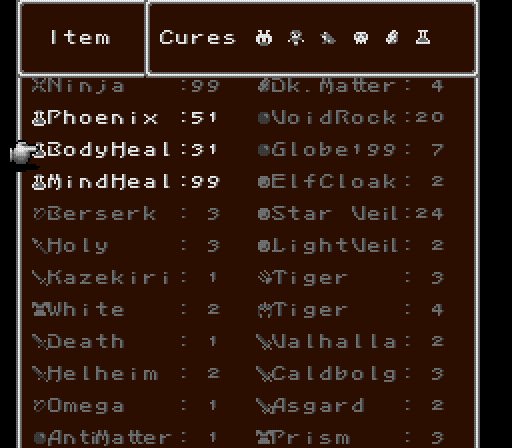 Item Cures
Ninja :99 Dk.Matter: 4
Phoenix :51 VoidRock:20
BodyHeal:31 Globe199: 7
MindHeal:99 ElfCloak: 2
Berserk : 3 Star Veil:24
Holy : 3 LightVeil: 2
Kazekiri: 1 Tiger : 3
White : 2 Tiger : 4
Death : 1 Valhalla: 2
Helheim : 2 Caldbolg: 3
Omega : 1 Asgard : 2
AntiMatter: 1 Prism : 3